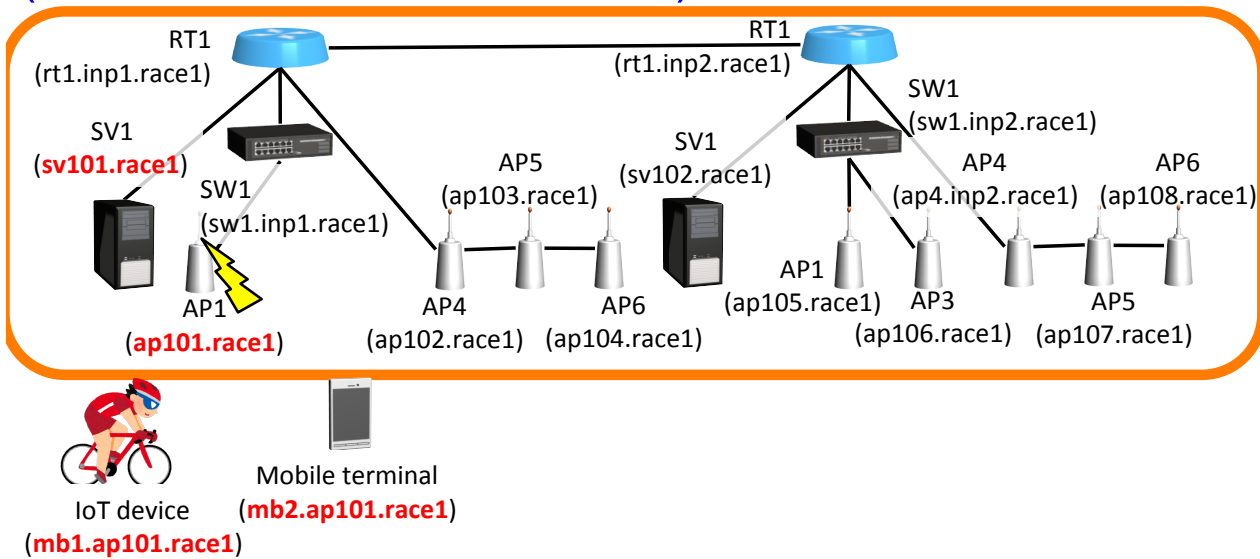 RT1
(rt1.inp1.race1)
RT1
(rt1.inp2.race1)
SV1
(sv101.race1)
SW1
(sw1.inp1.race1)
AP1
(ap101.race1)
AP5
(ap103.race1)
AP4
(ap102.race1)
AP6
(ap104.race1)
SV1
(sv102.race1)
SW1
(sw1.inp2.race1)
AP4
(ap4.inp2.race1)
AP6
(ap108.race1)
AP1
(ap105.race1)
AP3
(ap106.race1)
AP5
(ap107.race1)
IoT device
(mb1.ap101.race1)
Mobile terminal
(mb2.ap101.race1)